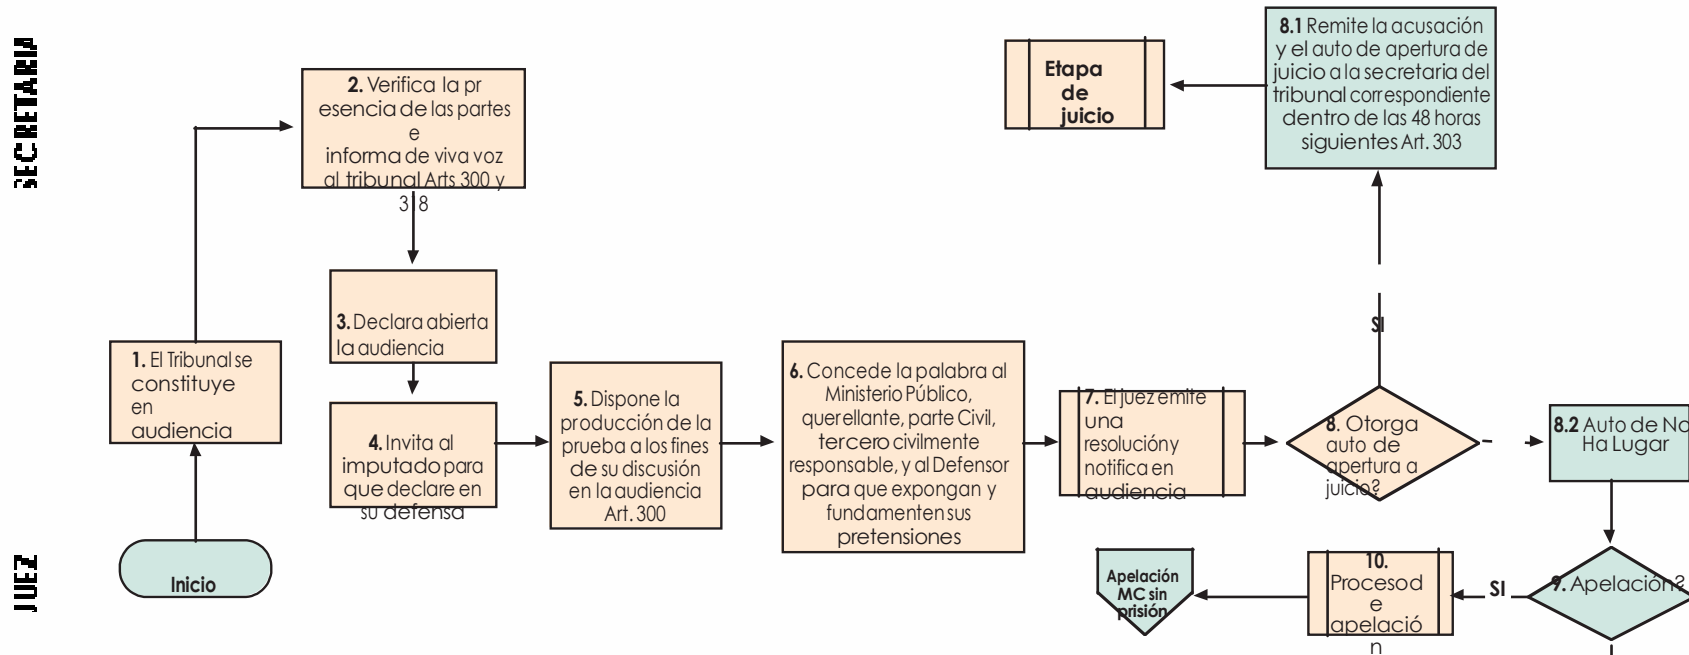 SECRETARIA
JUEZ
Inicio
1. El Tribunal se
constituye
en
audiencia
2. Verifica la pr
esencia de las partes
e
informa de viva voz
al tribunal Arts 300 y
318
3. Declara abierta
la audiencia
4. Invita al
imputado para
que declare en
su defensa
5. Dispone la
producción de la
prueba a los fines
de su discusión
en la audiencia
Art. 300
6. Concede la palabra al
Ministerio Público,
querellante, parte Civil,
tercero civilmente
responsable, y al Defensor
para que expongan y
fundamenten sus
pretensiones
7. El juez emite
una
resolución y
notifica en
audiencia
8. Otorga
auto de
apertura a
juicio?
SI
8.1 Remite la acusación
y el auto de apertura de
juicio a la secretaria del
tribunal correspondiente
dentro de las 48 horas
siguientes Art. 303
Etapa
de
juicio
8.2 Auto de No
Ha Lugar
9. Apelación?
SI
10.
Proceso d
e
apelació
n
Apelación
MC sin
prisión